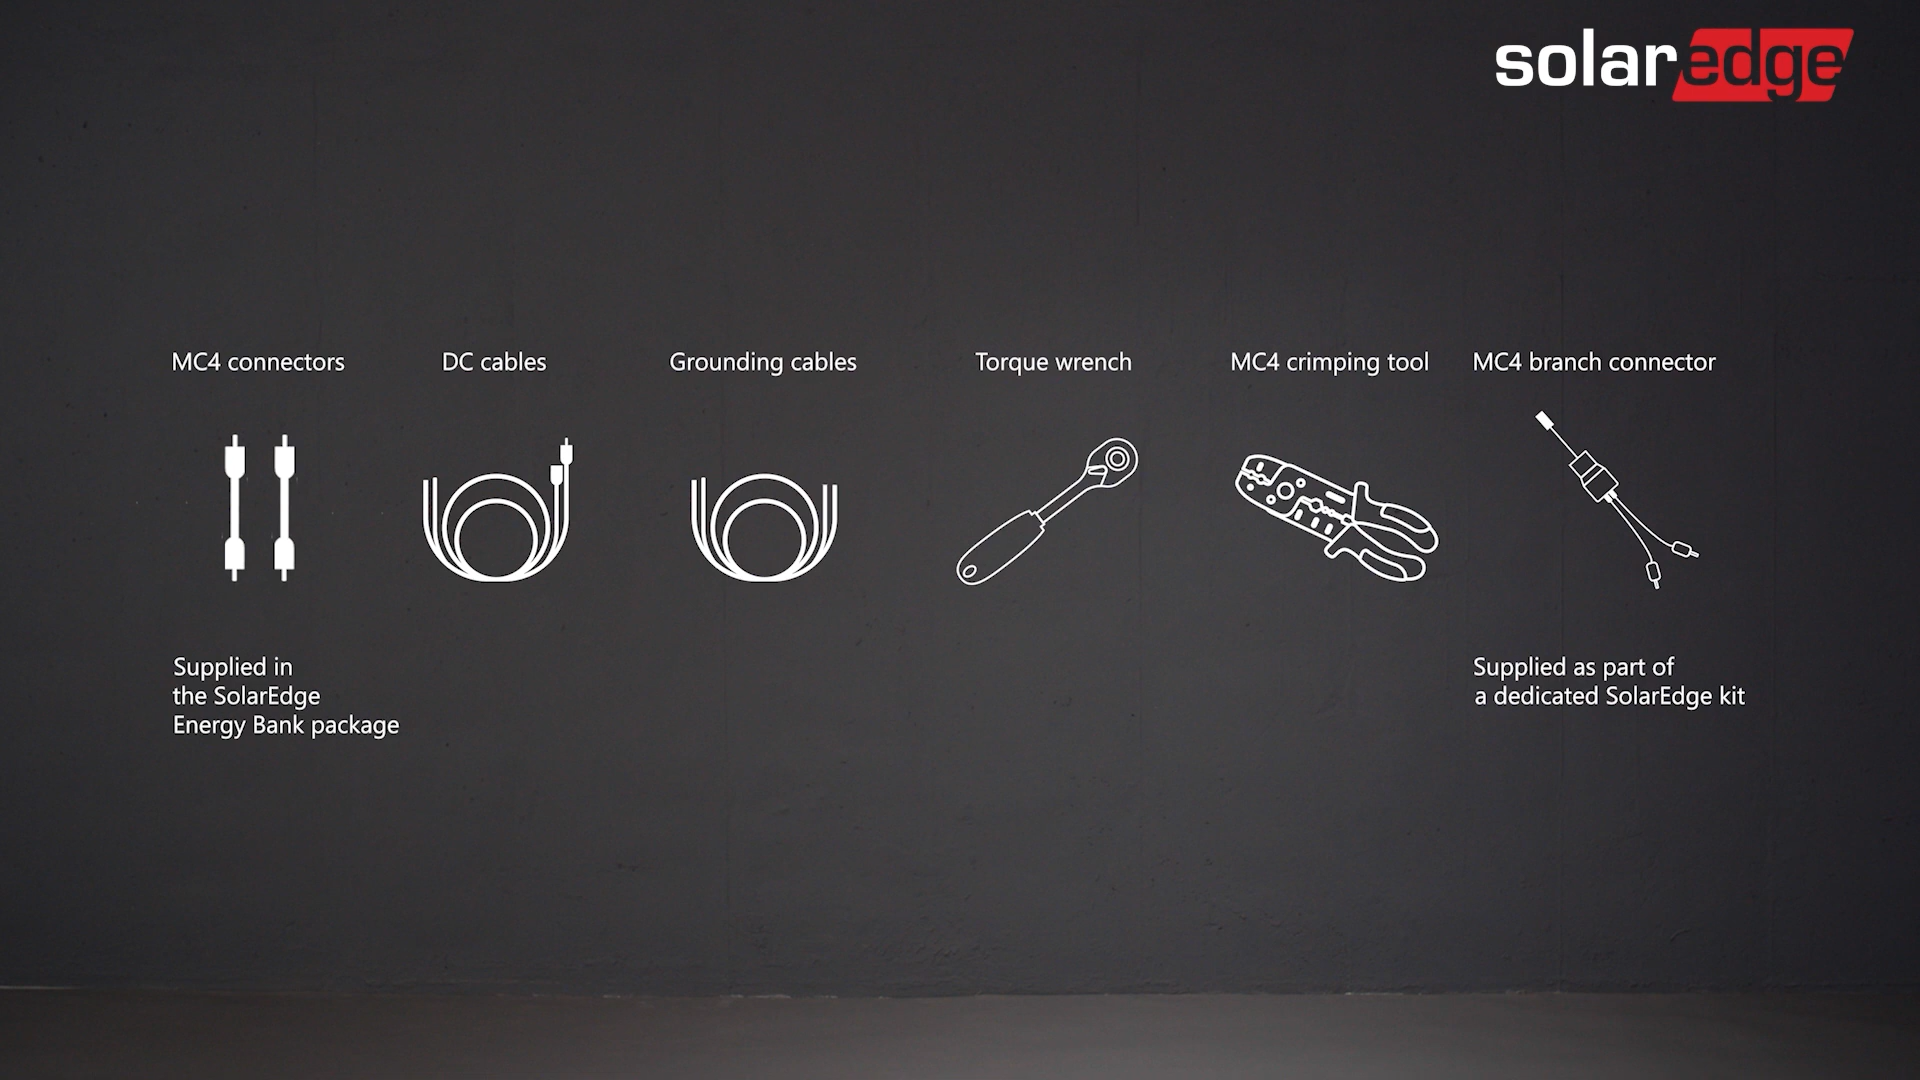 solaredge
MC4 connectors
DC cables
Grounding cables
Torque wrench
MC4 crimping tool
MC4 branch connector
Supplied in
the SolarEdge
Energy Bank package
Supplied as part of
a dedicated SolarEdge kit